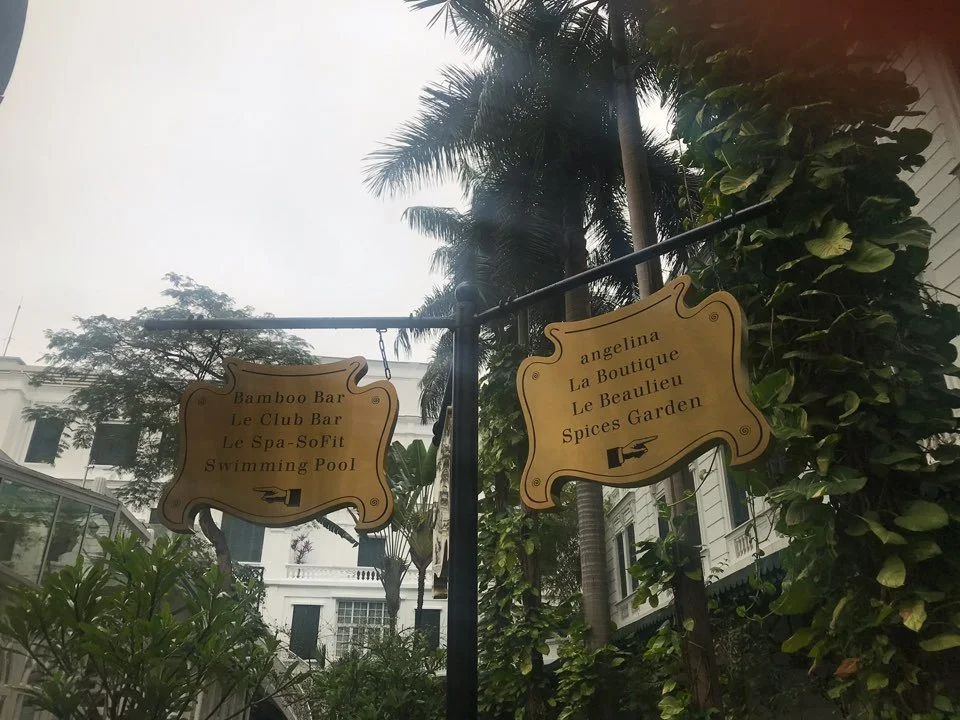 Bamboo Bar
Le Club Bar
Le Spa-SoFit
Swimming Pool
angelina
La Boutique
Le Beaulieu
Spices Garden